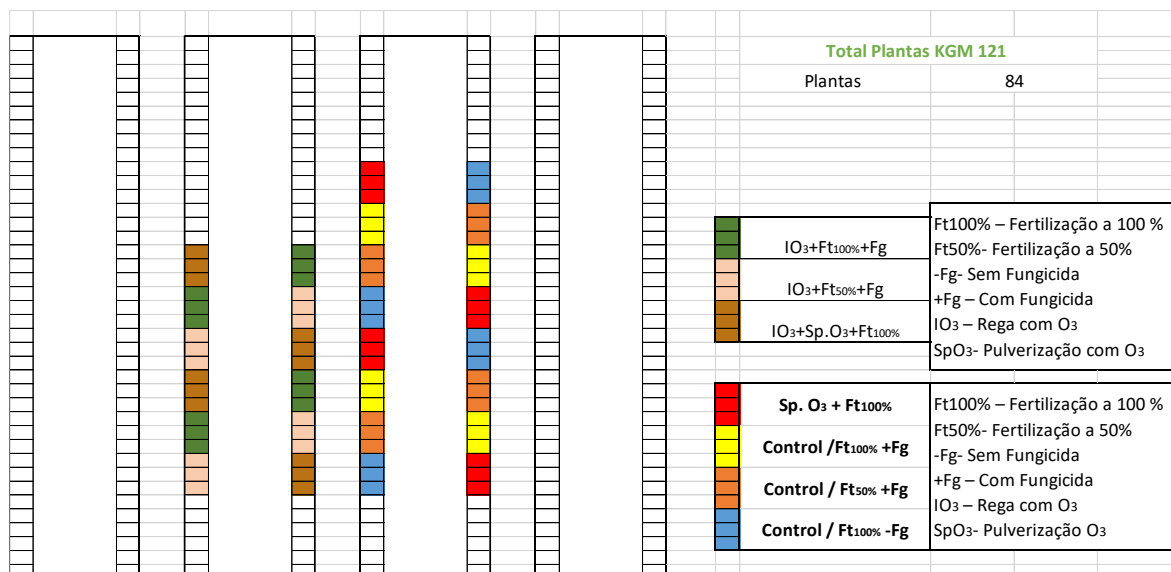 Total Plantas KGM 121
Plantas 84
IO3+Ft100%+Fg
IO3+Ft50%+Fg
IO3+Sp.O3+Ft100%
Ft100% – Fertilização a 100 %
Ft50%- Fertilização a 50%
-Fg- Sem Fungicida
+Fg – Com Fungicida
IO3 – Rega com O3
SpO3- Pulverização com O3
Sp. O3 + Ft100%
Control /Ft100% +Fg
Control / Ft50% +Fg
Control / Ft100% -Fg
Ft100% – Fertilização a 100 %
Ft50%- Fertilização a 50%
-Fg- Sem Fungicida
+Fg – Com Fungicida
IO3 – Rega com O3
SpO3- Pulverização O3